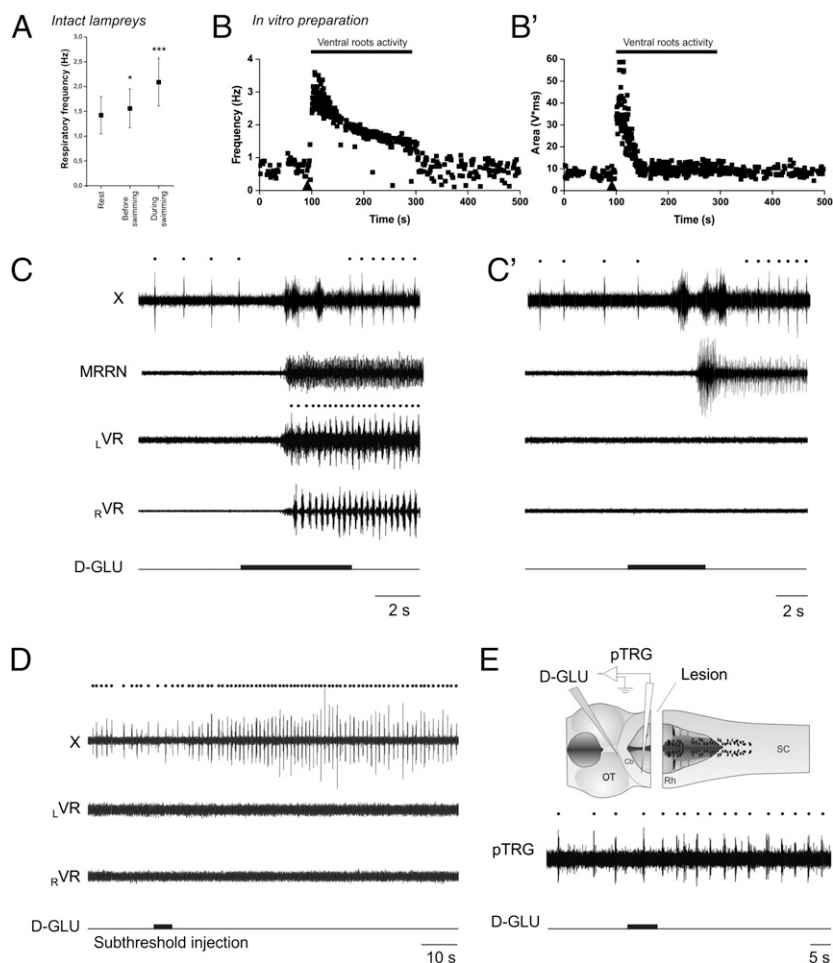 A Intact lampreys
Respiratory frequency (Hz)
3,0
2,5
2,0
1,5
1,0
0,5
0,0
*
***
Rest
Before swimming
During swimming
B In vitro preparation
Ventral roots activity
Frequency (Hz)
4
3
2
1
0
0 100 200 300 400 500
Time (s)
B'
Ventral roots activity
Area (V*ms)
60
50
40
30
20
10
0
0 100 200 300 400 500
Time (s)
C
X
MRRN
LVR
RVR
D-GLU
2 s
C'
2 s
D
X
LVR
RVR
D-GLU
Subthreshold injection
10 s
E
pTRG
D-GLU
Lesion
Cb
OT
Rh
SC
pTRG
D-GLU
5 s